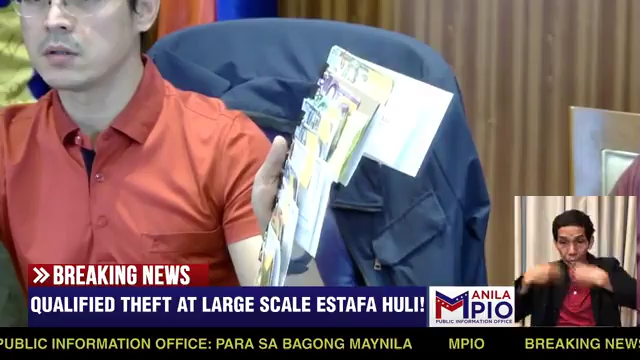 BREAKING NEWS
QUALIFIED THEFT AT LARGE SCALE ESTAFA HULI!
MANILA
MPIO
PUBLIC INFORMATION OFFICE
PUBLIC INFORMATION OFFICE: PARA SA BAGONG MAYNILA MPIO BREAKING NEW